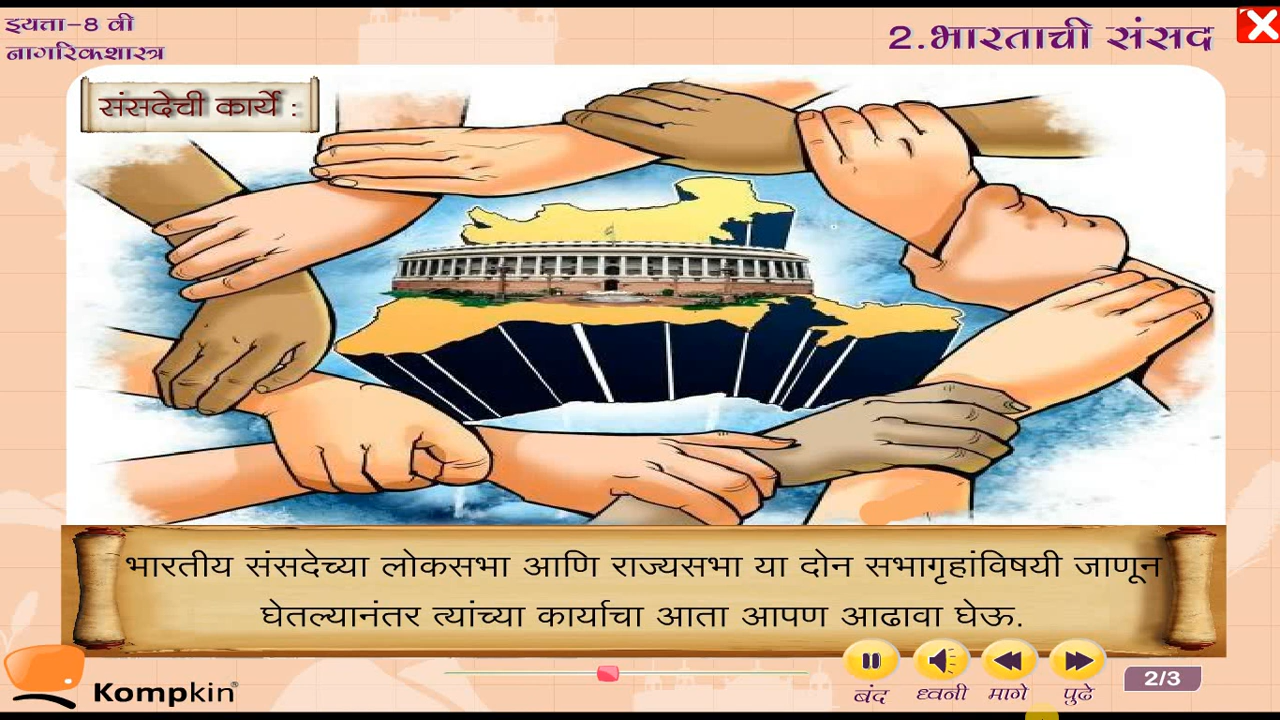 इयत्ता-8 वी
नागरिकशास्त्र
2.भारताची संसद
संसदेची कार्ये :
भारतीय संसदेच्या लोकसभा आणि राज्यसभा या दोन सभागृहांविषयी जाणून
घेतल्यानंतर त्यांच्या कार्याचा आता आपण आढावा घेऊ.
Kompkin®
बंद ध्वनी मागे पुढे
2/3